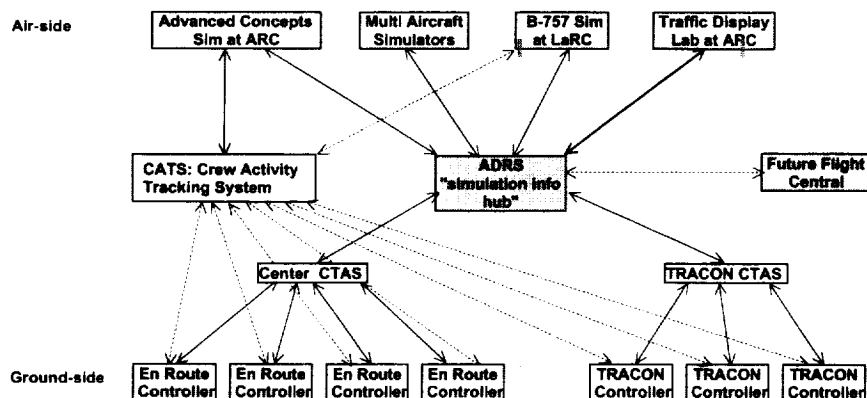 Air-side
Advanced Concepts
Sim at ARC
Multi Aircraft
Simulators
B-757 Sim
at LaRC
Traffic Display
Lab at ARC
CATS: Crew Activity
Tracking System
ADRS
"simulation info
hub"
Future Flight
Central
Center CTAS
TRACON CTAS
Ground-side
En Route
Controller
En Route
Controller
En Route
Controller
En Route
Controller
TRACON
Controller
TRACON
Controller
TRACON
Controller